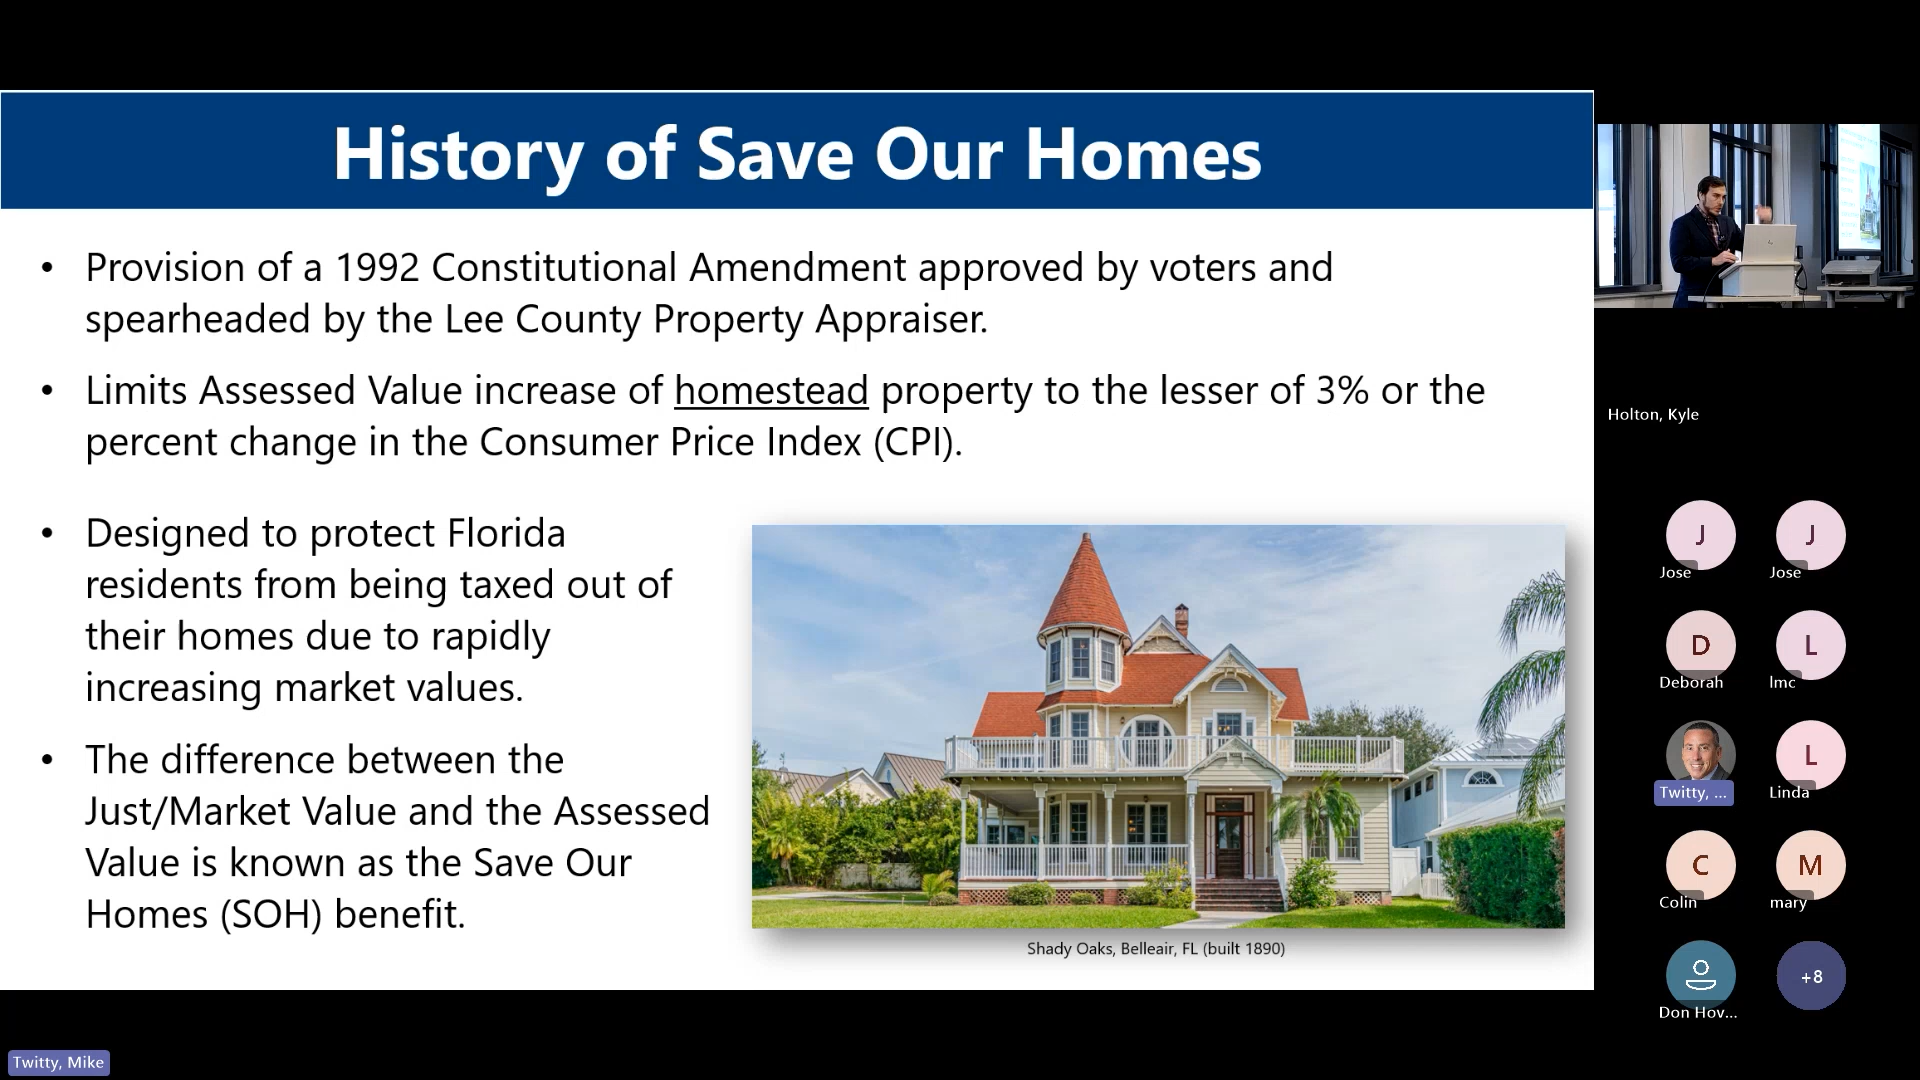 History of Save Our Homes
• Provision of a 1992 Constitutional Amendment approved by voters and
spearheaded by the Lee County Property Appraiser.
• Limits Assessed Value increase of homestead property to the lesser of 3% or the
percent change in the Consumer Price Index (CPI).
• Designed to protect Florida
residents from being taxed out of
their homes due to rapidly
increasing market values.
• The difference between the
Just/Market Value and the Assessed
Value is known as the Save Our
Homes (SOH) benefit.
Shady Oaks, Belleair, FL (built 1890)
Holton, Kyle
J
Jose
J
Jose
D
Deborah
L
lmc
Twitty, ...
L
Linda
C
Colin
M
mary
Don Hov...
+8
Twitty, Mike